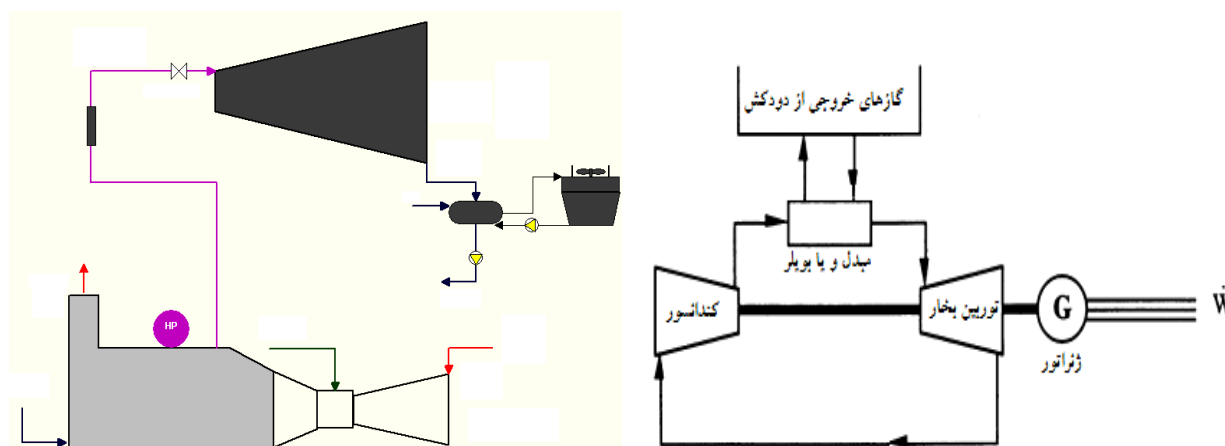 HP
گازهای خروجی از دودکش
مبدل و یا بویلر
کندانسور
توربین بخار
G
ژنراتور
Ẇ